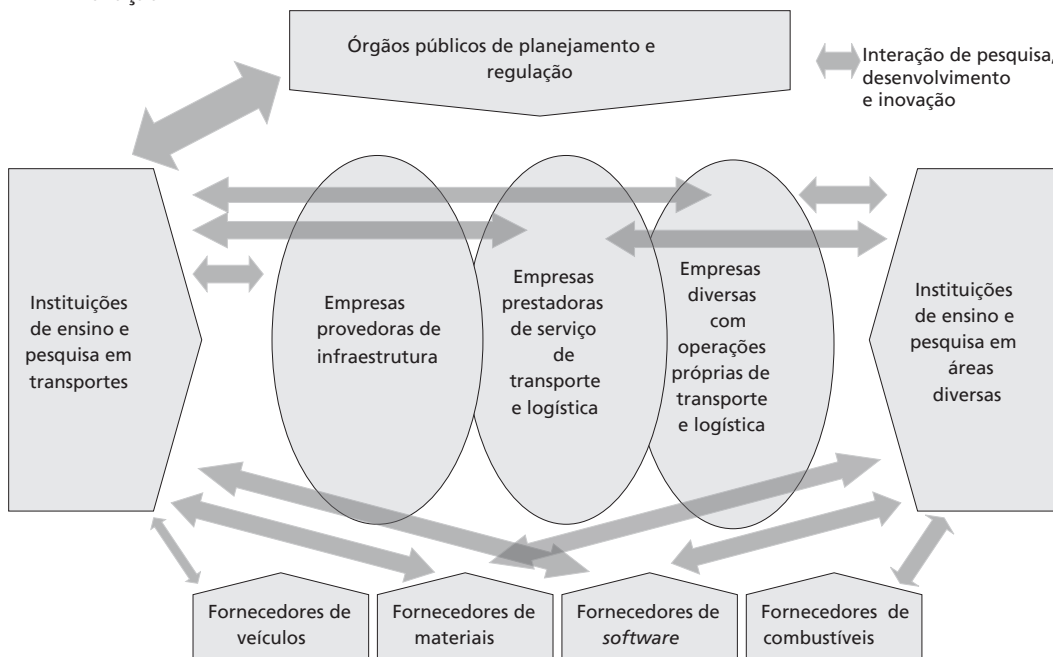 Órgãos públicos de planejamento e
regulação
Interação de pesquisa,
desenvolvimento
e inovação
Instituições
de ensino e
pesquisa em
transportes
Empresas
provedoras de
infraestrutura
Empresas
prestadoras
de serviço
de
transporte
e logística
Empresas
diversas
com
operações
próprias de
transporte
e logística
Instituições
de ensino e
pesquisa em
áreas
diversas
Fornecedores de
veículos
Fornecedores de
materiais
Fornecedores de
software
Fornecedores de
combustíveis